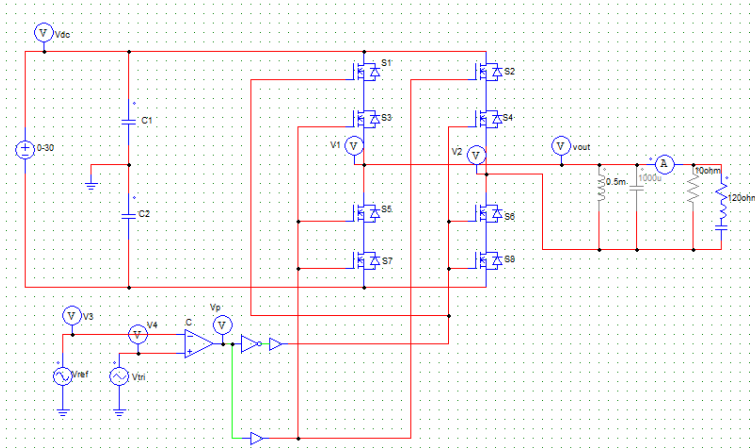 V
Vdc
S1
S2
C1
S3
S4
0-30
V1
V
V2
V
V
vout
A
0.5m
1000u
10ohm
120ohm
C2
S5
S6
S7
S8
V
V3
V
V4
C
Vp
V
Vref
Vtri